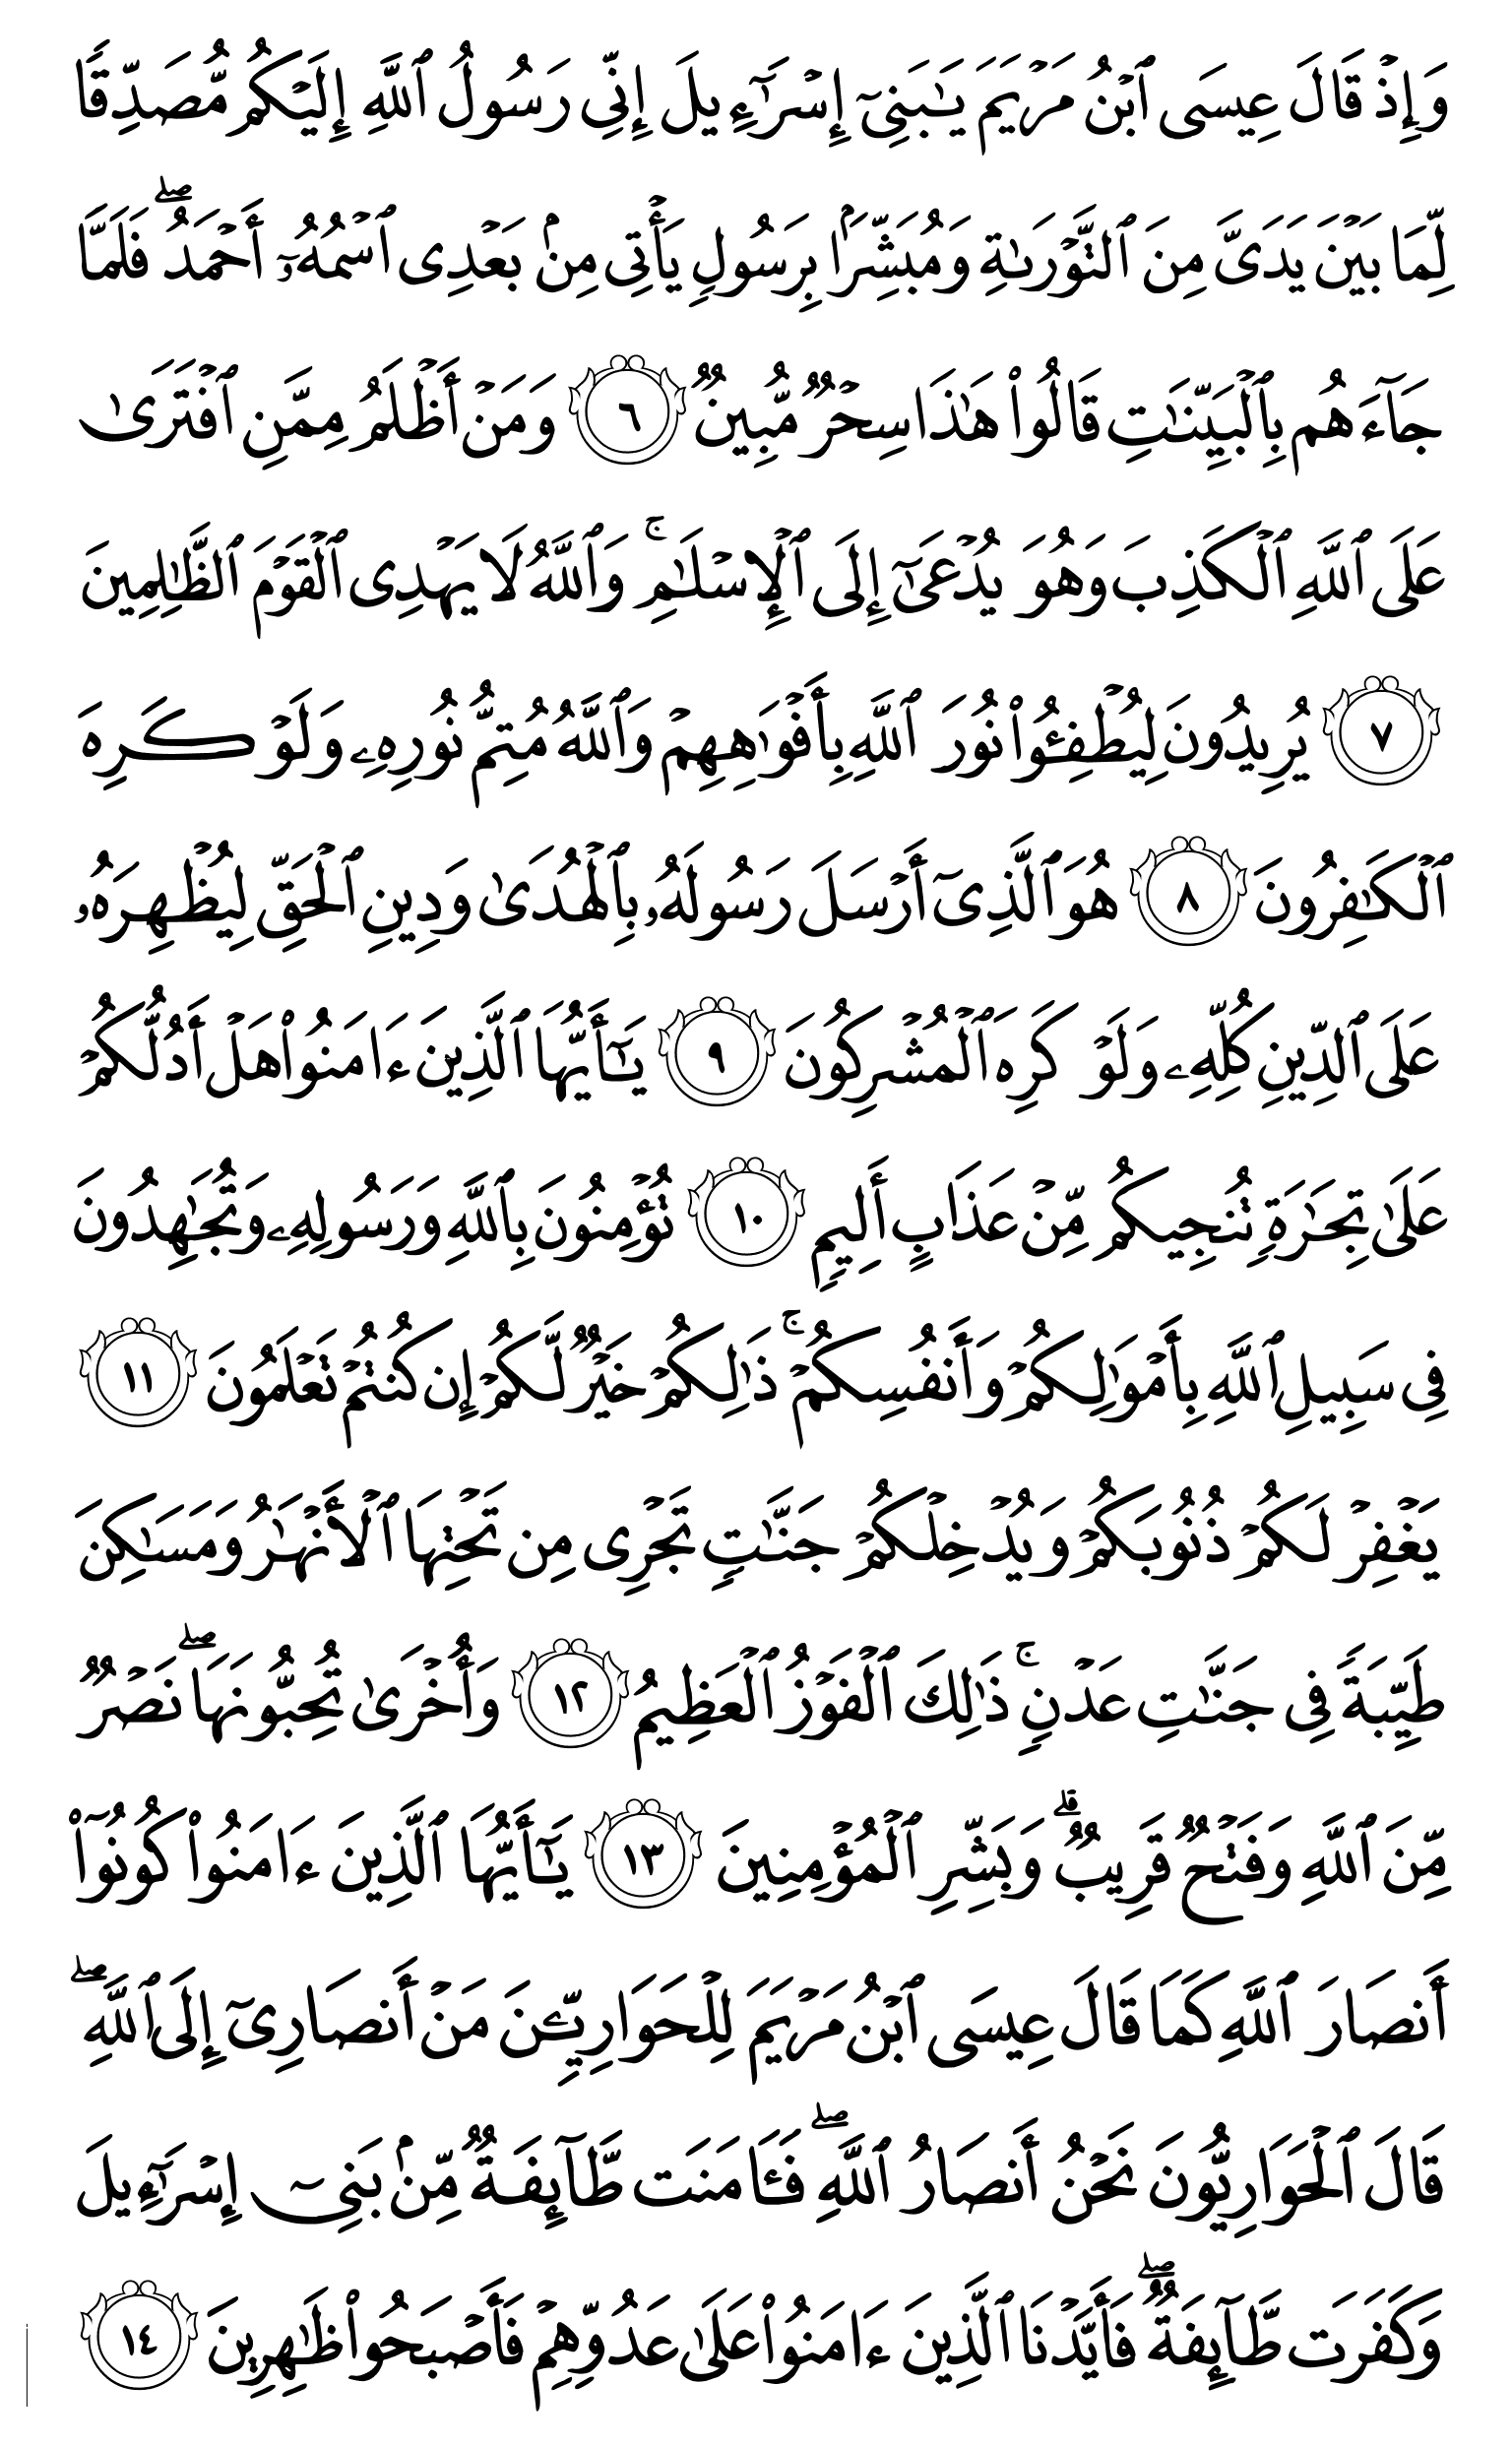 وَإِذۡ قَالَ عِيسَى ٱبۡنُ مَرۡيَمَ يَٰبَنِيٓ إِسۡرَٰٓءِيلَ إِنِّي رَسُولُ ٱللَّهِ إِلَيۡكُم مُّصَدِّقٗا
لِّمَا بَيۡنَ يَدَيَّ مِنَ ٱلتَّوۡرَىٰةِ وَمُبَشِّرَۢا بِرَسُولٖ يَأۡتِي مِنۢ بَعۡدِي ٱسۡمُهُۥٓ أَحۡمَدُۖ فَلَمَّا
جَآءَهُم بِٱلۡبَيِّنَٰتِ قَالُواْ هَٰذَا سِحۡرٞ مُّبِينٞ ٦ وَمَنۡ أَظۡلَمُ مِمَّنِ ٱفۡتَرَىٰ
عَلَى ٱللَّهِ ٱلۡكَذِبَ وَهُوَ يُدۡعَىٰٓ إِلَى ٱلۡإِسۡلَٰمِۚ وَٱللَّهُ لَا يَهۡدِي ٱلۡقَوۡمَ ٱلظَّٰلِمِينَ
٧ يُرِيدُونَ لِيُطۡفِـُٔواْ نُورَ ٱللَّهِ بِأَفۡوَٰهِهِمۡ وَٱللَّهُ مُتِمُّ نُورِهِۦ وَلَوۡ كَرِهَ
ٱلۡكَٰفِرُونَ ٨ هُوَ ٱلَّذِيٓ أَرۡسَلَ رَسُولَهُۥ بِٱلۡهُدَىٰ وَدِينِ ٱلۡحَقِّ لِيُظۡهِرَهُۥ
عَلَى ٱلدِّينِ كُلِّهِۦ وَلَوۡ كَرِهَ ٱلۡمُشۡرِكُونَ ٩ يَٰٓأَيُّهَا ٱلَّذِينَ ءَامَنُواْ هَلۡ أَدُلُّكُمۡ
عَلَىٰ تِجَٰرَةٖ تُنجِيكُم مِّنۡ عَذَابٍ أَلِيمٖ ١٠ تُؤۡمِنُونَ بِٱللَّهِ وَرَسُولِهِۦ وَتُجَٰهِدُونَ
فِي سَبِيلِ ٱللَّهِ بِأَمۡوَٰلِكُمۡ وَأَنفُسِكُمۡۚ ذَٰلِكُمۡ خَيۡرٞ لَّكُمۡ إِن كُنتُمۡ تَعۡلَمُونَ ١١
يَغۡفِرۡ لَكُمۡ ذُنُوبَكُمۡ وَيُدۡخِلۡكُمۡ جَنَّٰتٖ تَجۡرِي مِن تَحۡتِهَا ٱلۡأَنۡهَٰرُ وَمَسَٰكِنَ
طَيِّبَةٗ فِي جَنَّٰتِ عَدۡنٖۚ ذَٰلِكَ ٱلۡفَوۡزُ ٱلۡعَظِيمُ ١٢ وَأُخۡرَىٰ تُحِبُّونَهَاۖ نَصۡرٞ
مِّنَ ٱللَّهِ وَفَتۡحٞ قَرِيبٞۗ وَبَشِّرِ ٱلۡمُؤۡمِنِينَ ١٣ يَٰٓأَيُّهَا ٱلَّذِينَ ءَامَنُواْ كُونُوٓاْ
أَنصَارَ ٱللَّهِ كَمَا قَالَ عِيسَى ٱبۡنُ مَرۡيَمَ لِلۡحَوَارِيِّـۧنَ مَنۡ أَنصَارِيٓ إِلَى ٱللَّهِۖ
قَالَ ٱلۡحَوَارِيُّونَ نَحۡنُ أَنصَارُ ٱللَّهِۖ فَـَٔامَنَت طَّآئِفَةٞ مِّنۢ بَنِيٓ إِسۡرَٰٓءِيلَ
وَكَفَرَت طَّآئِفَةٞۖ فَأَيَّدۡنَا ٱلَّذِينَ ءَامَنُواْ عَلَىٰ عَدُوِّهِمۡ فَأَصۡبَحُواْ ظَٰهِرِينَ ١٤